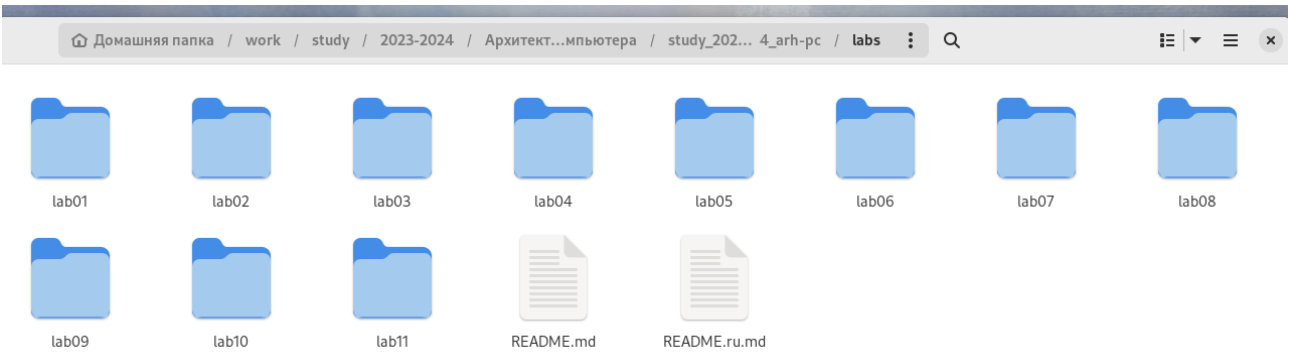 Домашняя папка / work / study / 2023-2024 / Архитект...мпьютера / study_202... 4_arh-pc / labs
lab01 lab02 lab03 lab04 lab05 lab06 lab07 lab08
lab09 lab10 lab11 README.md README.ru.md